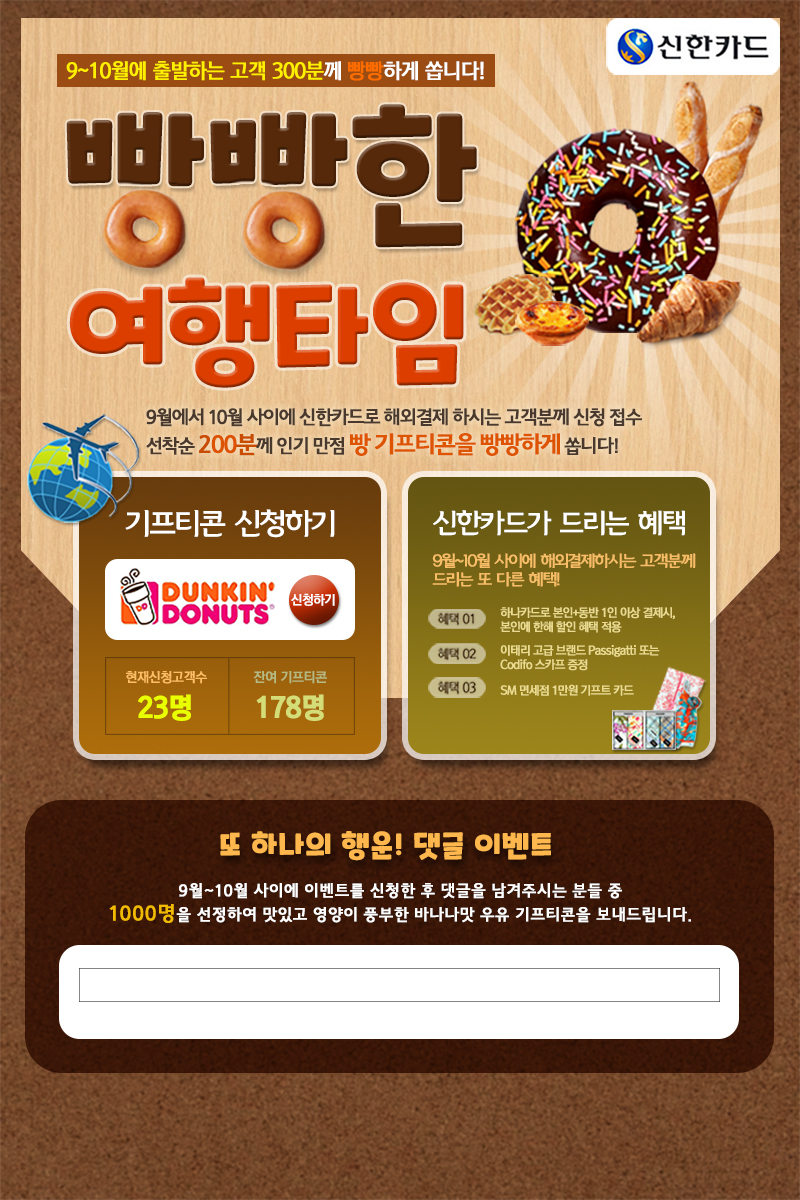 신한카드
9~10월에 출발하는 고객 300분께 빵빵하게 쏩니다!
빵빵한
여행타임
9월에서 10월 사이에 신한카드로 해외결제 하시는 고객분께 신청 접수
선착순 200분께 인기 만점 빵 기프티콘을 빵빵하게 쏩니다!
기프티콘 신청하기
DUNKIN'
DONUTS
DD
신청하기
현재신청고객수
23명
잔여 기프티콘
178명
신한카드가 드리는 혜택
9월~10월 사이에 해외결제하시는 고객분께
드리는 또 다른 혜택!
혜택 01
하나카드로 본인+동반 1인 이상 결제시,
본인에 한해 할인 혜택 적용
혜택 02
이태리 고급 브랜드 Passigatti 또는
Codifo 스카프 증정
혜택 03
SM 면세점 1만원 기프트 카드
또 하나의 행운! 댓글 이벤트
9월~10월 사이에 이벤트를 신청한 후 댓글을 남겨주시는 분들 중
1000명을 선정하여 맛있고 영양이 풍부한 바나나맛 우유 기프티콘을 보내드립니다.